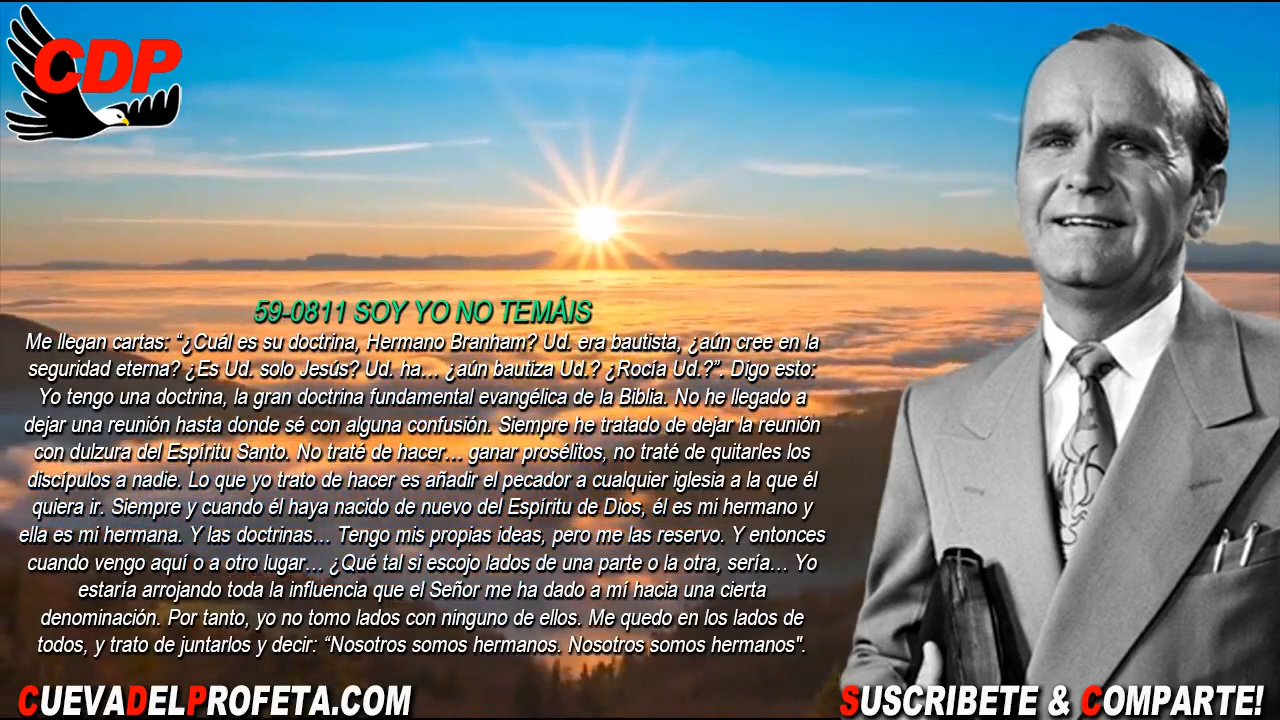 CDP
59-0811 SOY YO NO TEMÁIS
Me llegan cartas: “¿Cuál es su doctrina, Hermano Branham? Ud. era bautista, ¿aún cree en la
seguridad eterna? ¿Es Ud. solo Jesús? Ud. ha… ¿aún bautiza Ud.? ¿Rocía Ud.?”. Digo esto:
Yo tengo una doctrina, la gran doctrina fundamental evangélica de la Biblia. No he llegado a
dejar una reunión hasta donde sé con alguna confusión. Siempre he tratado de dejar la reunión
con dulzura del Espíritu Santo. No traté de hacer… ganar prosélitos, no traté de quitarles los
discípulos a nadie. Lo que yo trato de hacer es añadir el pecador a cualquier iglesia a la que él
quiera ir. Siempre y cuando él haya nacido de nuevo del Espíritu de Dios, él es mi hermano y
ella es mi hermana. Y las doctrinas… Tengo mis propias ideas, pero me las reservo. Y entonces
cuando vengo aquí o a otro lugar… ¿Qué tal si escojo lados de una parte o la otra, sería… Yo
estaría arrojando toda la influencia que el Señor me ha dado a mí hacia una cierta
denominación. Por tanto, yo no tomo lados con ninguno de ellos. Me quedo en los lados de
todos, y trato de juntarlos y decir: “Nosotros somos hermanos. Nosotros somos hermanos".
CUEVADELPROFETA.COM
SUSCRIBETE & COMPARTE!